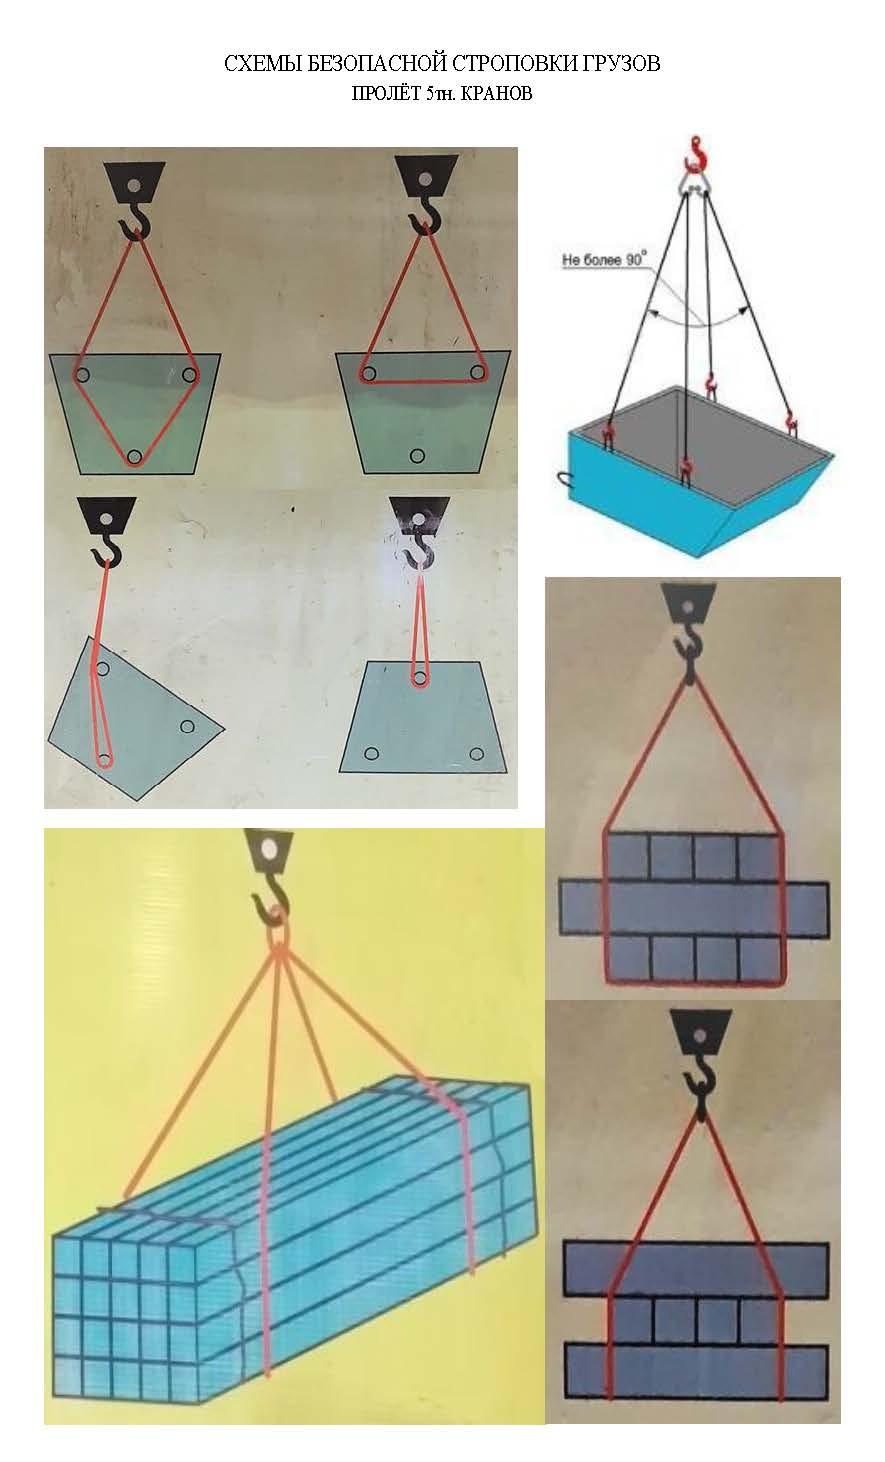 СХЕМЫ БЕЗОПАСНОЙ СТРОПОВКИ ГРУЗОВ
ПРОЛЁТ 5тн. КРАНОВ
Не более 90°